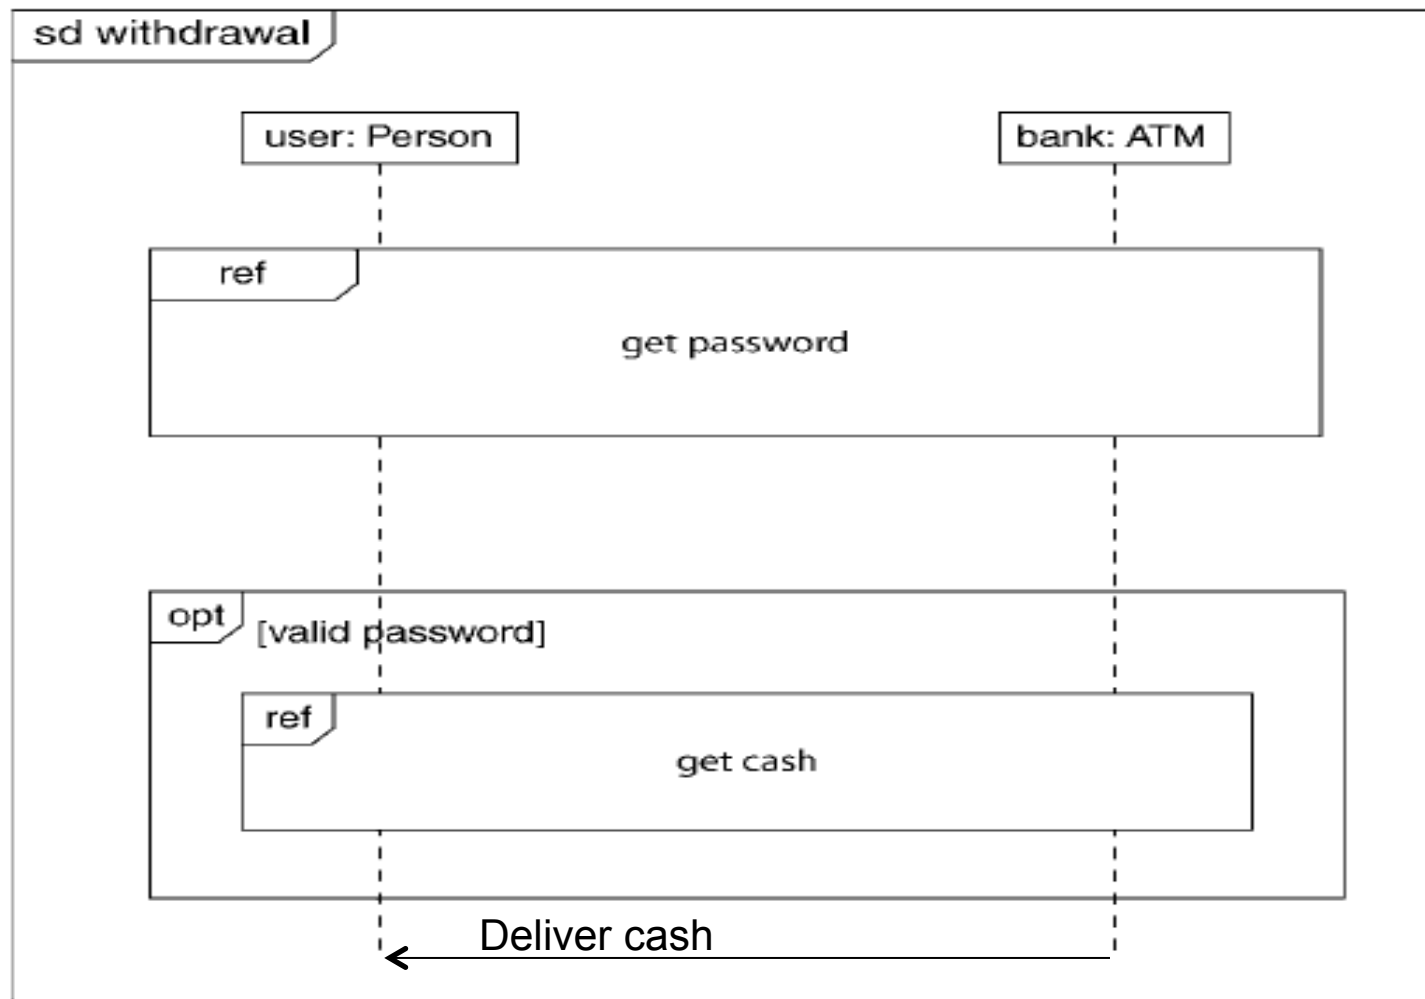 sd withdrawal
user: Person
bank: ATM
ref
get password
opt
[valid password]
ref
get cash
Deliver cash